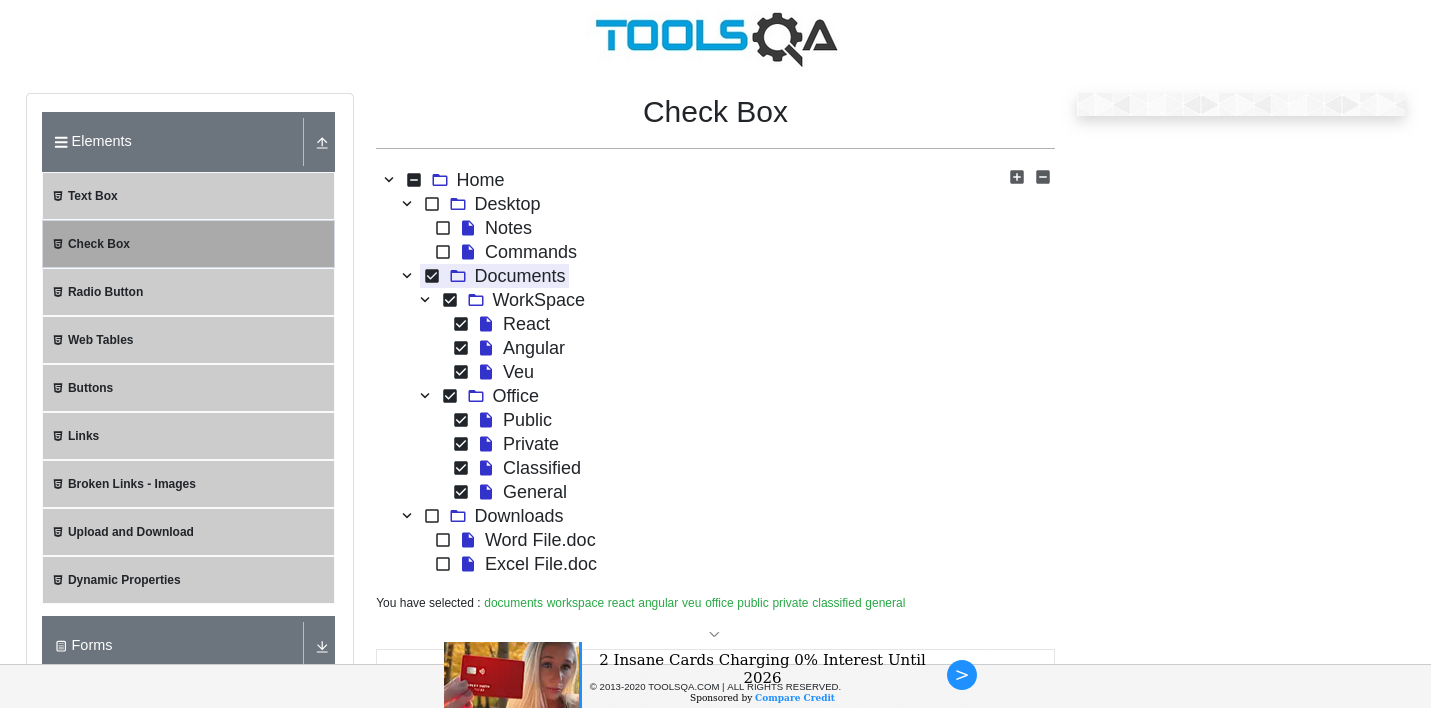 TOOLSQA
Elements
Text Box
Check Box
Radio Button
Web Tables
Buttons
Links
Broken Links - Images
Upload and Download
Dynamic Properties
Forms
Check Box
Home
Desktop
Notes
Commands
Documents
WorkSpace
React
Angular
Veu
Office
Public
Private
Classified
General
Downloads
Word File.doc
Excel File.doc
You have selected : documents workspace react angular veu office public private classified general
2 Insane Cards Charging 0% Interest Until
2026
© 2013-2020 TOOLSQA.COM | ALL RIGHTS RESERVED.
Sponsored by Compare Credit